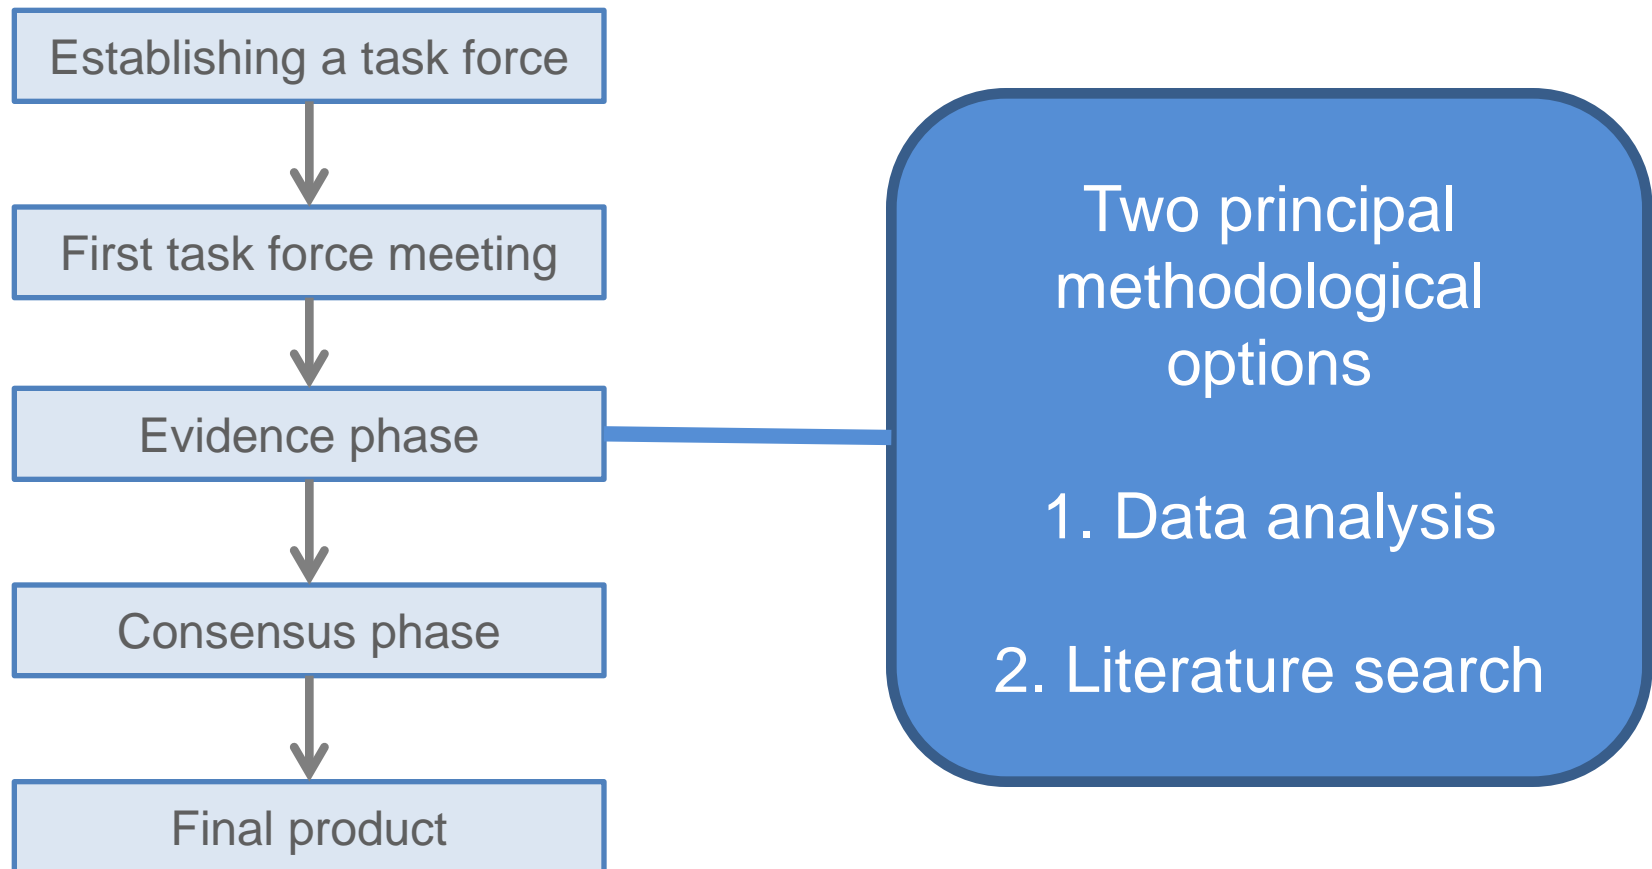 Establishing a task force
First task force meeting
Evidence phase
Consensus phase
Final product
Two principal
methodological
options
1. Data analysis
2. Literature search